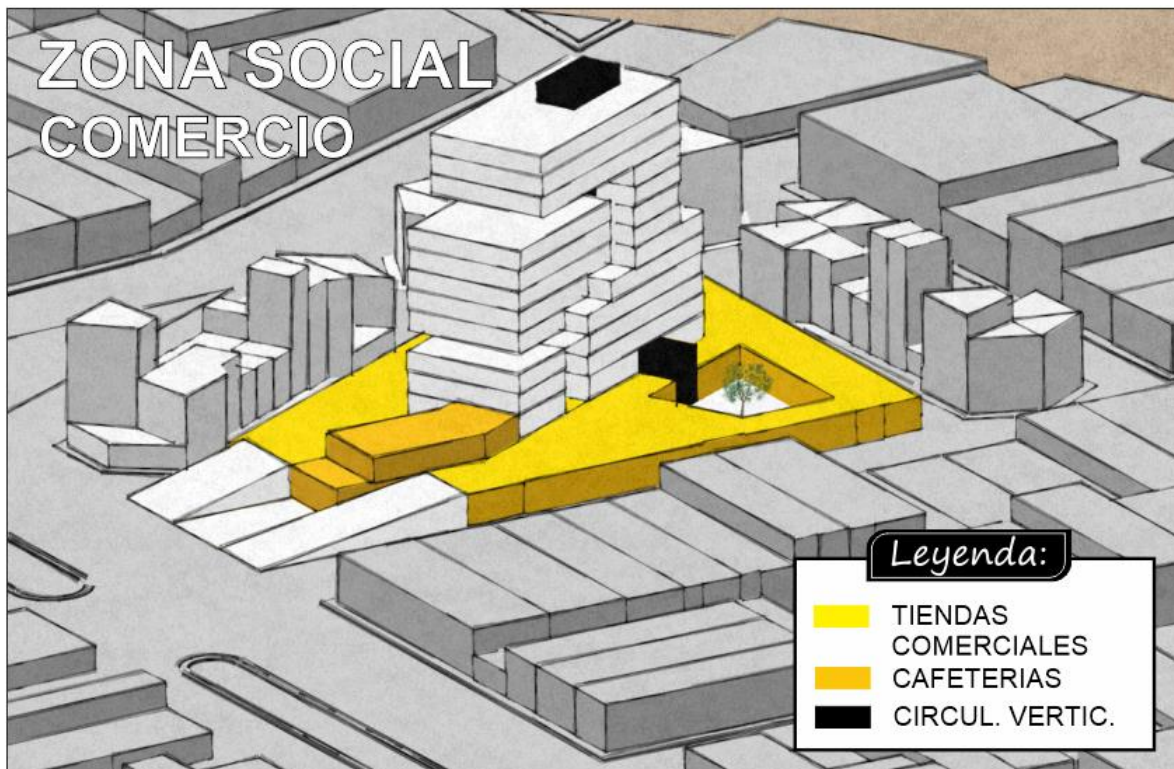 ZONA SOCIAL
COMERCIO
Leyenda:
TIENDAS
COMERCIALES
CAFETERIAS
CIRCUL. VERTIC.